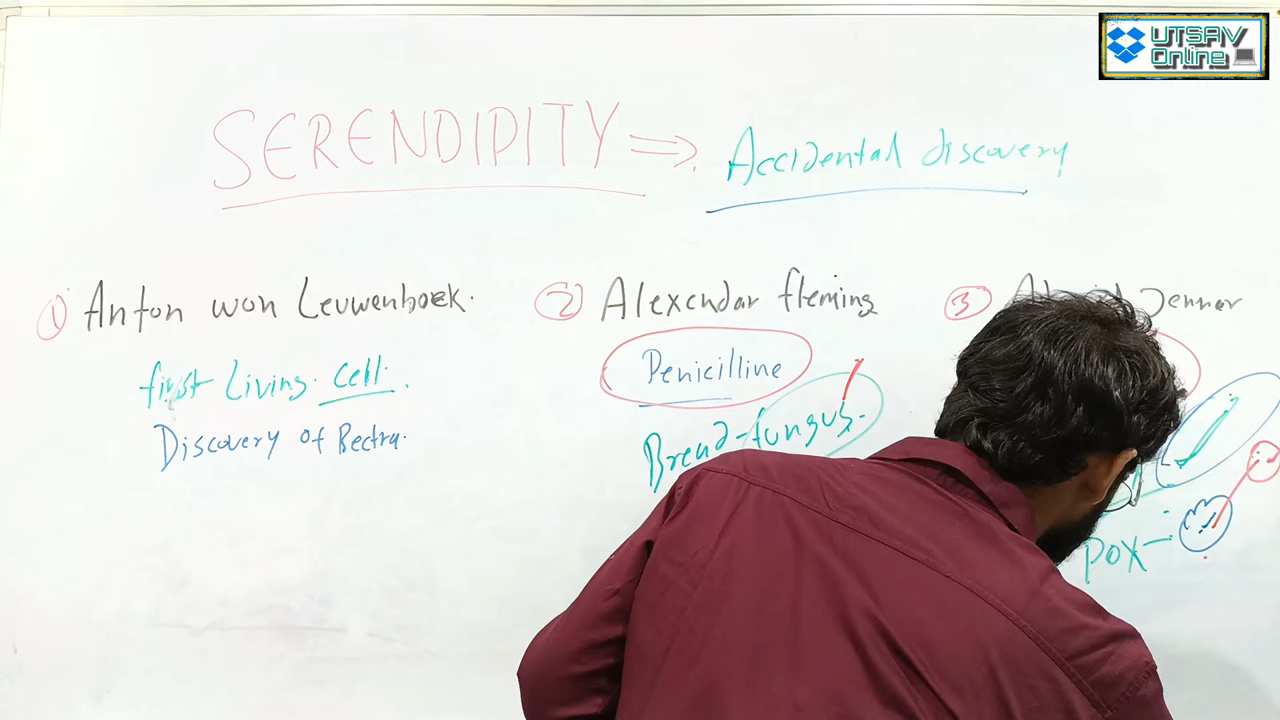 UTSAV
Online
SERENDIPITY ⇒ Accidental discovery
① Anton won Leuwenhoek.
first Living Cell.
Discovery of Bectra.
② Alexendar fleming
Penicilline
Bread-fungus.
③ Jennar
Pox-